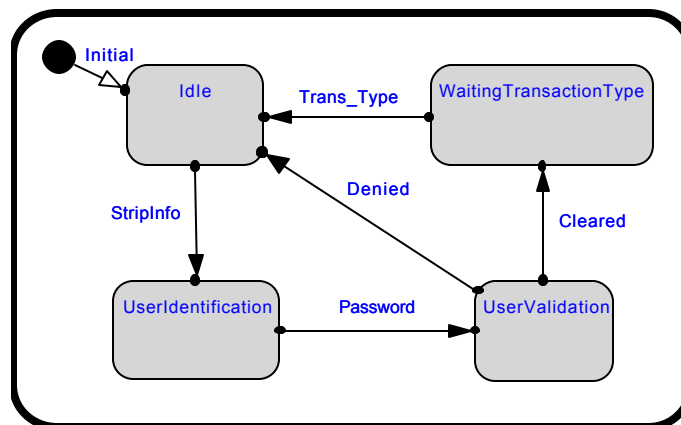 Initial
Idle
WaitingTransactionType
Trans_Type
Denied
StripInfo
Cleared
UserIdentification
Password
UserValidation